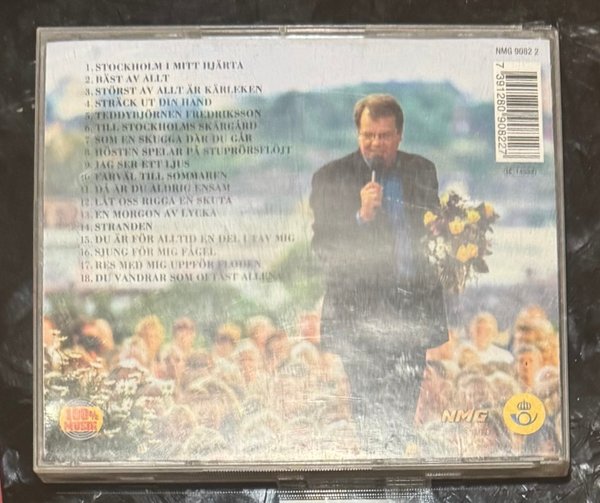 NMG 9082 2
1. STOCKHOLM I MITT HJÄRTA
2. BÄST AV ALLT
3. STÖRST AV ALLT ÄR KÄRLEKEN
4. STRÄCK UT DIN HAND
5. TEDDYBJÖRNEN FREDRIKSSON
6. TILL STOCKHOLMS SKÄRGÅRD
7. SOM EN SKUGGA DÄR DU GÅR
8. HÖSTEN SPELAR PÅ STUPRÖRSFLÖJT
9. JAG SER ETT LJUS
10. FARVÄL TILL SOMMAREN
11. DÅ ÄR DU ALDRIG ENSAM
12. LÅT OSS RIGGA EN SKUTA
13. EN MORGON AV LYCKA
14. STRANDEN
15. DU ÄR FÖR ALLTID EN DEL UTAV MIG
16. SJUNG FÖR MIG FÅGEL
17. RES MED MIG UPPFÖR FLODEN
18. DU VANDRAR SOM OFTAST ALLENA
7 391280 908227
100% MUSIK
NMG